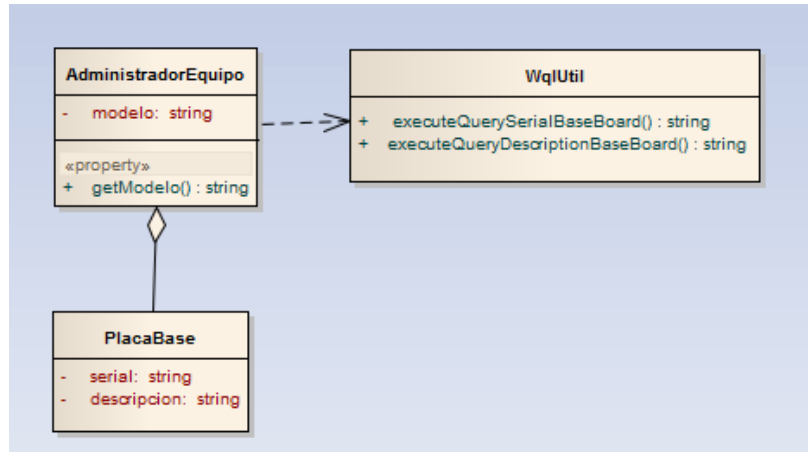 AdministradorEquipo
- modelo: string
«property»
+ getModelo() : string
WqlUtil
+ executeQuerySerialBaseBoard() : string
+ executeQueryDescriptionBaseBoard() : string
PlacaBase
- serial: string
- descripcion: string